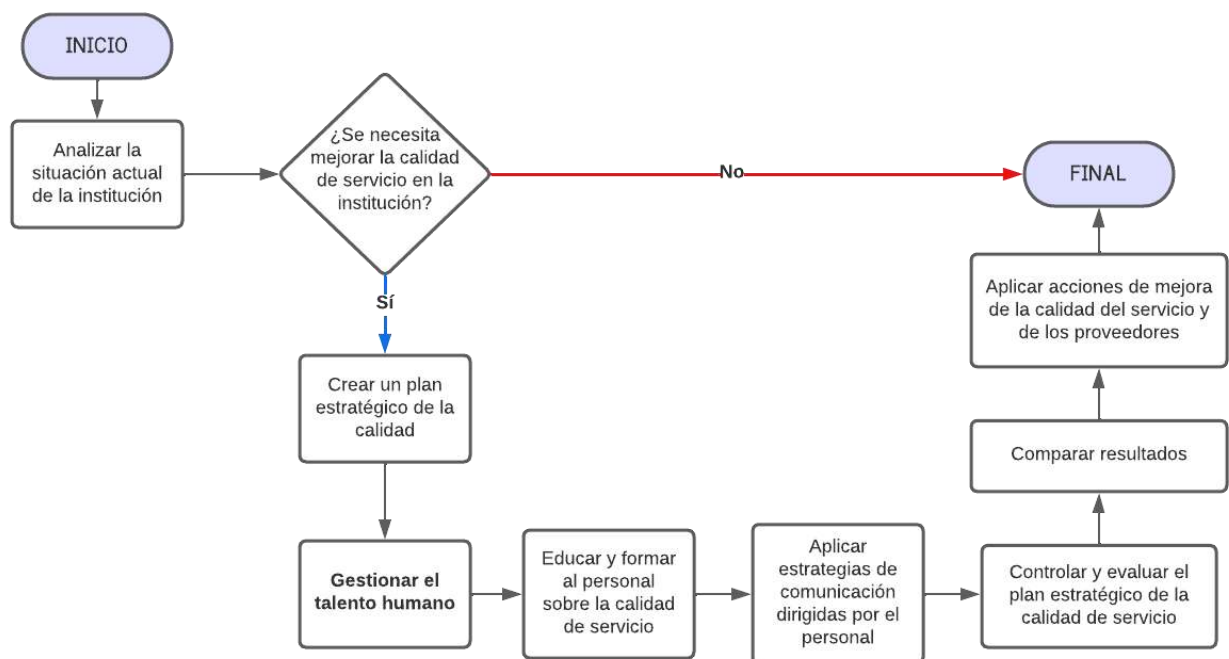 INICIO
Analizar la
situación actual
de la institución
¿Se necesita
mejorar la calidad
de servicio en la
institución?
No
FINAL
Sí
Crear un plan
estratégico de la
calidad
Gestionar el
talento humano
Educar y formar
al personal
sobre la calidad
de servicio
Aplicar
estrategias de
comunicación
dirigidas por el
personal
Controlar y evaluar el
plan estratégico de la
calidad de servicio
Comparar resultados
Aplicar acciones de mejora
de la calidad del servicio y
de los proveedores